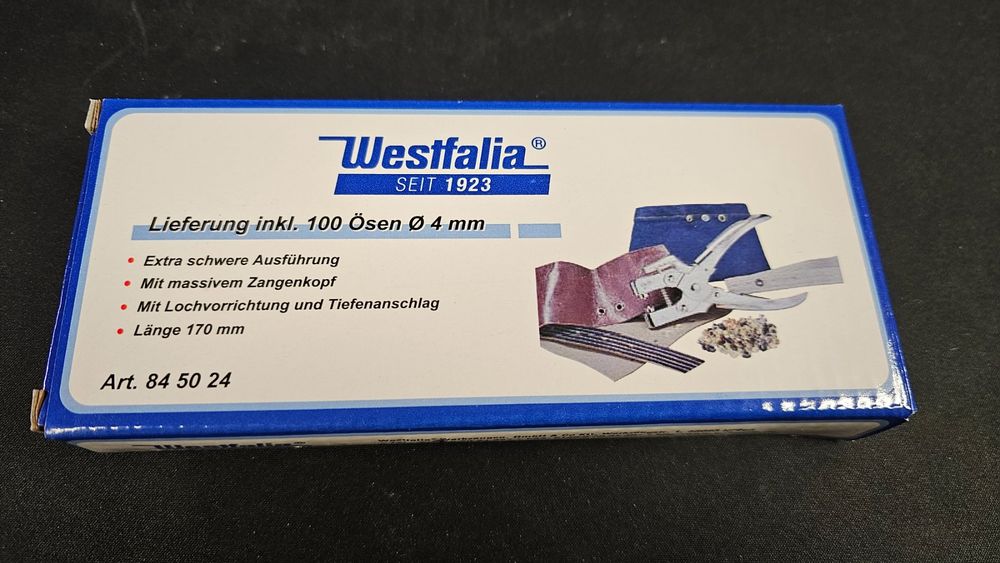 Westfalia®
SEIT 1923
Lieferung inkl. 100 Ösen Ø 4 mm
• Extra schwere Ausführung
• Mit massivem Zangenkopf
• Mit Lochvorrichtung und Tiefenanschlag
• Länge 170 mm
Art. 84 50 24
Westfalia®